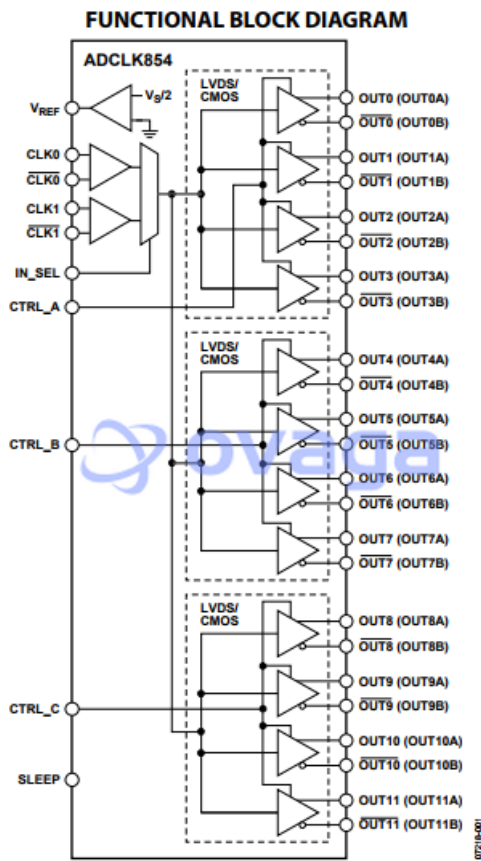 FUNCTIONAL BLOCK DIAGRAM
ADCLK854
LVDS/
CMOS
VREF
VS/2
CLK0
CLK0
CLK1
CLK1
IN_SEL
CTRL_A
OUT0 (OUT0A)
OUT0 (OUT0B)
OUT1 (OUT1A)
OUT1 (OUT1B)
OUT2 (OUT2A)
OUT2 (OUT2B)
OUT3 (OUT3A)
OUT3 (OUT3B)
LVDS/
CMOS
CTRL_B
OUT4 (OUT4A)
OUT4 (OUT4B)
OUT5 (OUT5A)
OUT5 (OUT5B)
OUT6 (OUT6A)
OUT6 (OUT6B)
OUT7 (OUT7A)
OUT7 (OUT7B)
ovaga
LVDS/
CMOS
CTRL_C
SLEEP
OUT8 (OUT8A)
OUT8 (OUT8B)
OUT9 (OUT9A)
OUT9 (OUT9B)
OUT10 (OUT10A)
OUT10 (OUT10B)
OUT11 (OUT11A)
OUT11 (OUT11B)
07218-001